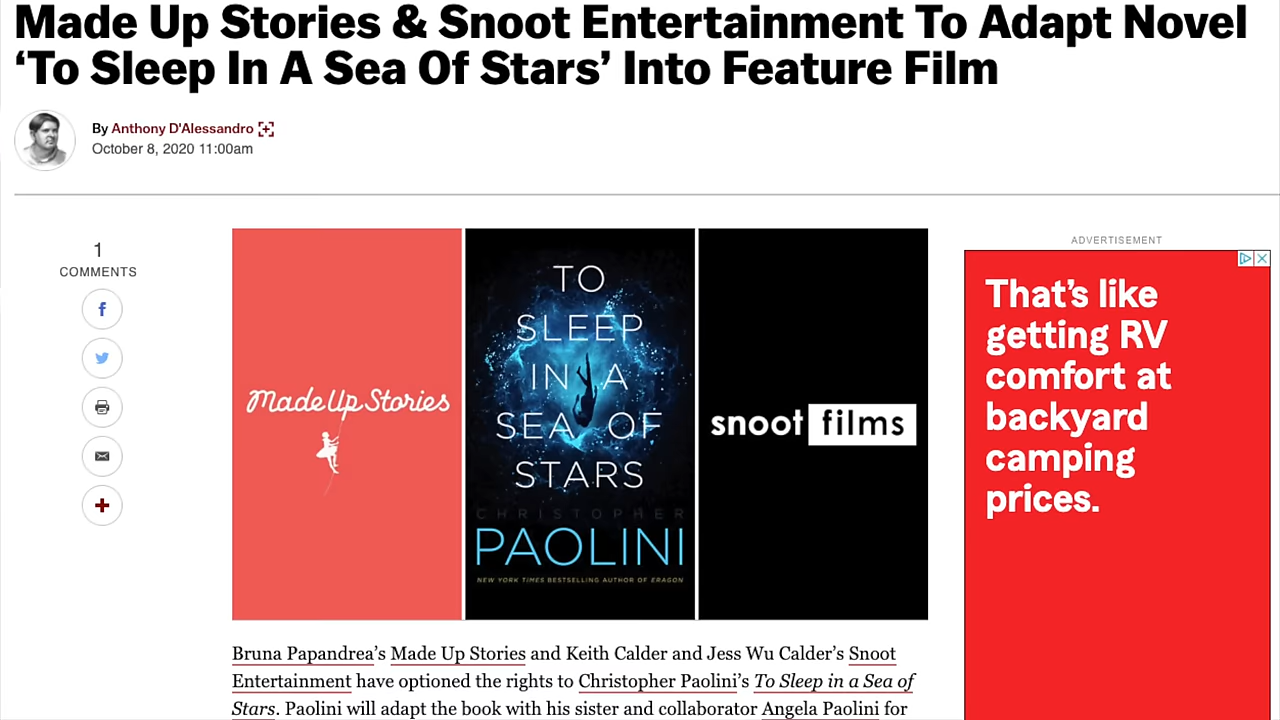 Made Up Stories & Snoot Entertainment To Adapt Novel
‘To Sleep In A Sea Of Stars’ Into Feature Film
By Anthony D'Alessandro
October 8, 2020 11:00am
1
COMMENTS
Made Up Stories
TO
SLEEP
IN A
SEA OF
STARS
CHRISTOPHER
PAOLINI
NEW YORK TIMES BESTSELLING AUTHOR OF ERAGON
snoot films
ADVERTISEMENT
That’s like
getting RV
comfort at
backyard
camping
prices.
Bruna Papandrea’s Made Up Stories and Keith Calder and Jess Wu Calder’s Snoot
Entertainment have optioned the rights to Christopher Paolini’s To Sleep in a Sea of
Stars. Paolini will adapt the book with his sister and collaborator Angela Paolini for